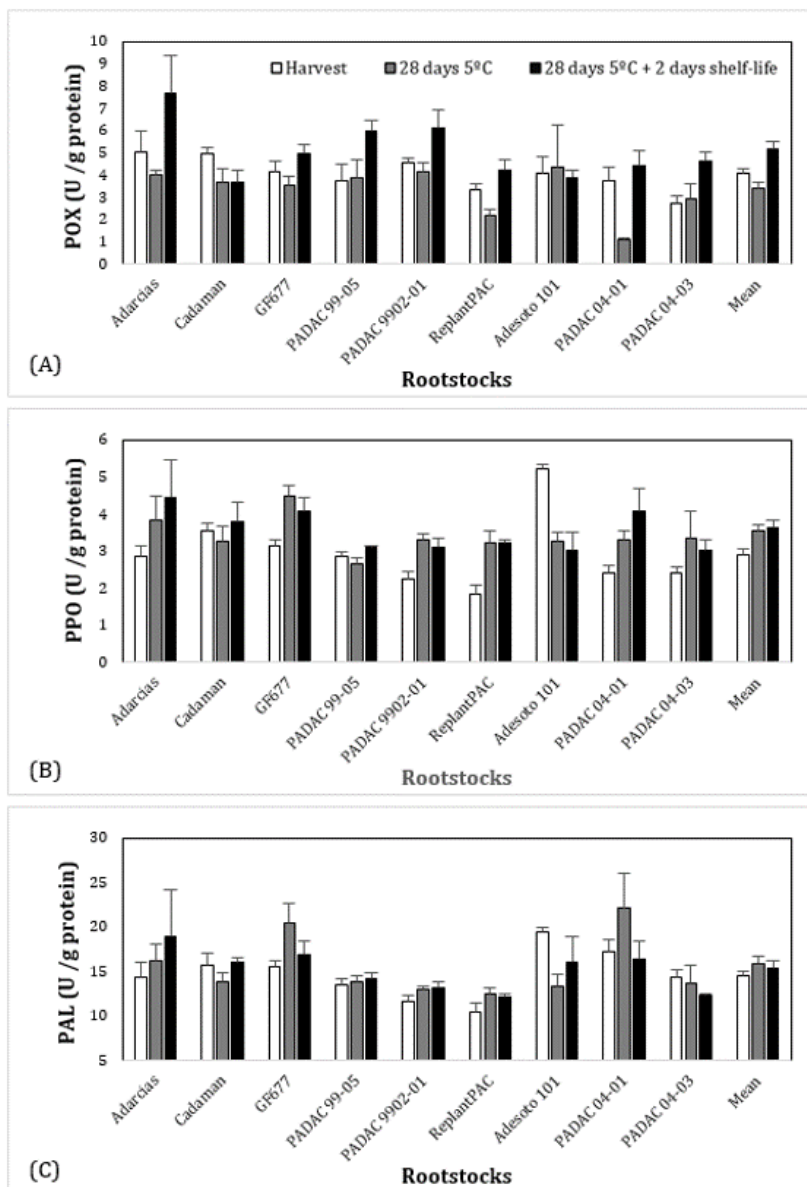 POX (U /g protein)
10
9
8
7
6
5
4
3
2
1
0
Harvest
28 days 5ºC
28 days 5ºC + 2 days shelf-life
Adarcías
Cadaman
GF677
PADAC 99-05
PADAC 9902-01
ReplantPAC
Adesoto 101
PADAC 04-01
PADAC 04-03
Mean
(A)
Rootstocks
PPO (U /g protein)
6
5
4
3
2
1
0
Adarcías
Cadaman
GF677
PADAC 99-05
PADAC 9902-01
ReplantPAC
Adesoto 101
PADAC 04-01
PADAC 04-03
Mean
(B)
Rootstocks
PAL (U /g protein)
30
25
20
15
10
5
Adarcías
Cadaman
GF677
PADAC 99-05
PADAC 9902-01
ReplantPAC
Adesoto 101
PADAC 04-01
PADAC 04-03
Mean
(C)
Rootstocks